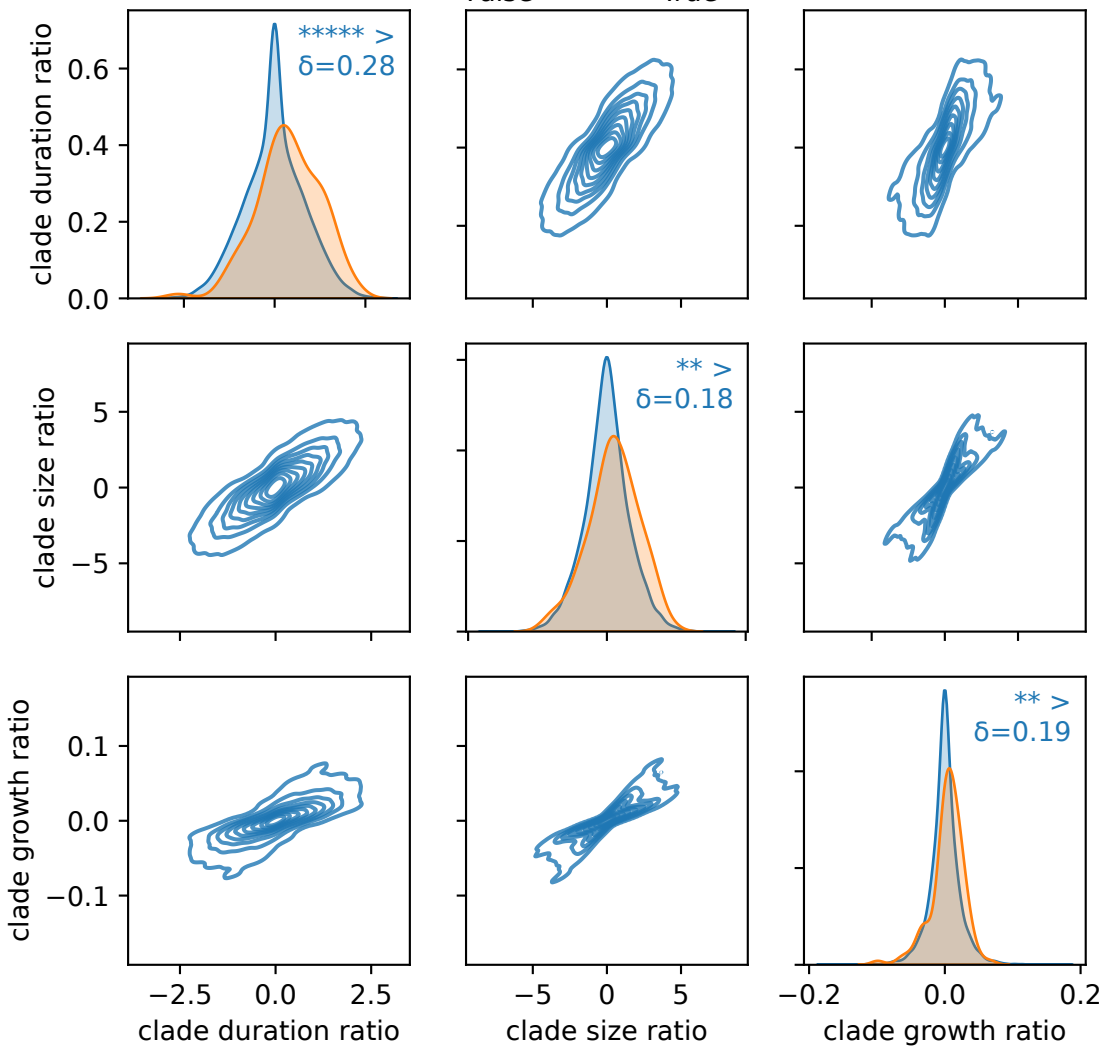 clade duration ratio
0.6
0.4
0.2
0.0
***** >
δ=0.28
clade size ratio
5
0
−5
** >
δ=0.18
clade growth ratio
0.1
0.0
−0.1
** >
δ=0.19
−2.5 0.0 2.5
−5 0 5
−0.2 0.0 0.2
clade duration ratio
clade size ratio
clade growth ratio